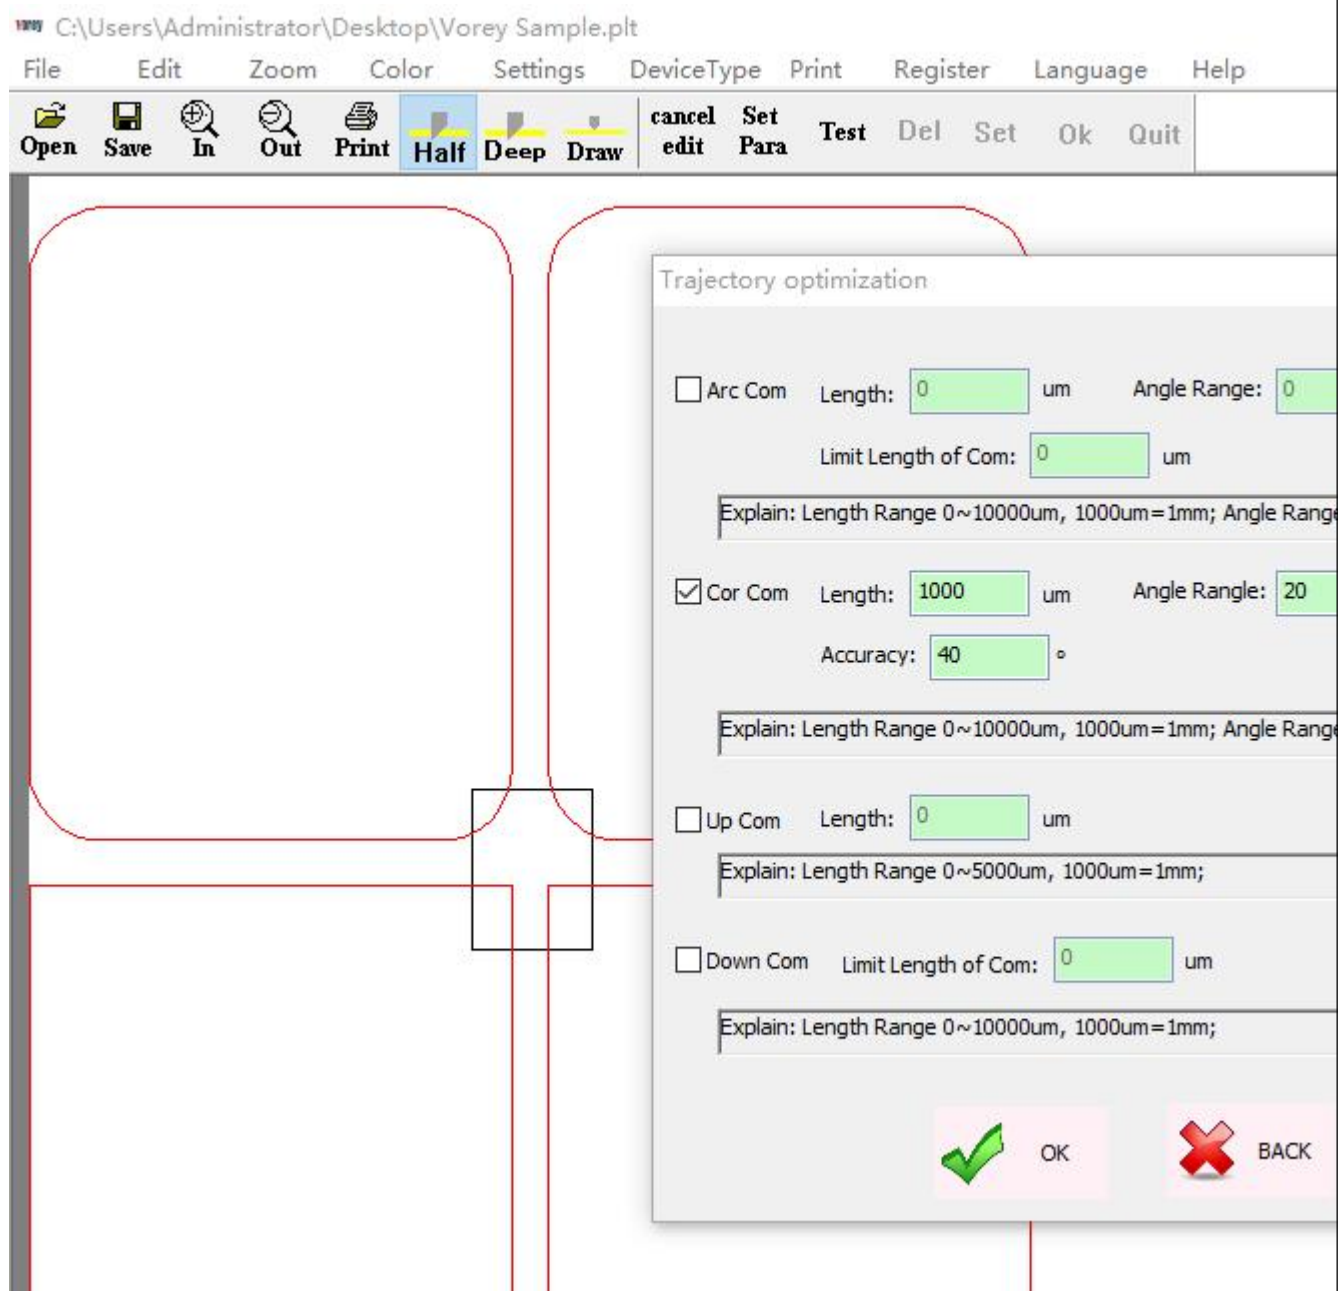 vorey C:\Users\Administrator\Desktop\Vorey Sample.plt
File Edit Zoom Color Settings DeviceType Print Register Language Help
Open Save In Out Print Half Deep Draw cancel edit Set Para Test Del Set Ok Quit
Trajectory optimization
Arc Com Length: 0 um Angle Range: 0
Limit Length of Com: 0 um
Explain: Length Range 0~10000um, 1000um=1mm; Angle Range
Cor Com Length: 1000 um Angle Rangle: 20
Accuracy: 40 °
Explain: Length Range 0~10000um, 1000um=1mm; Angle Range
Up Com Length: 0 um
Explain: Length Range 0~5000um, 1000um=1mm;
Down Com Limit Length of Com: 0 um
Explain: Length Range 0~10000um, 1000um=1mm;
OK BACK